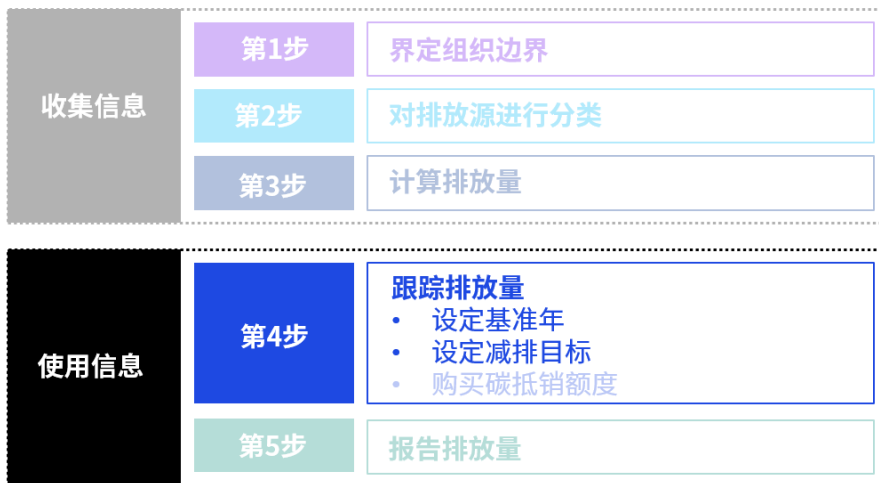 收集信息
第1步
界定组织边界
第2步
对排放源进行分类
第3步
计算排放量
使用信息
第4步
跟踪排放量
• 设定基准年
• 设定减排目标
• 购买碳抵销额度
第5步
报告排放量